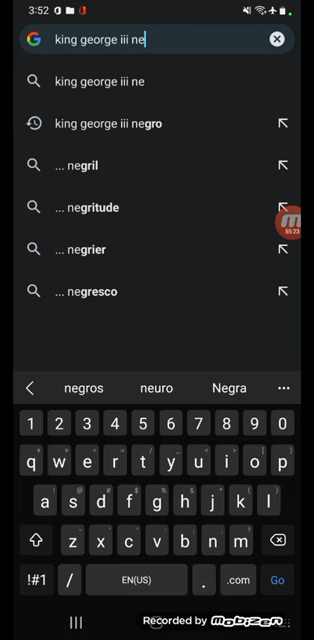 3:52
king george iii ne
king george iii ne
king george iii negro
... negril
... negritude
... negrier
... negresco
55:23
negros neuro Negra ...
1 2 3 4 5 6 7 8 9 0
q w e r t y u i o p
a s d f g h j k l
z x c v b n m
!#1 / EN(US) . .com Go
Recorded by mobizen